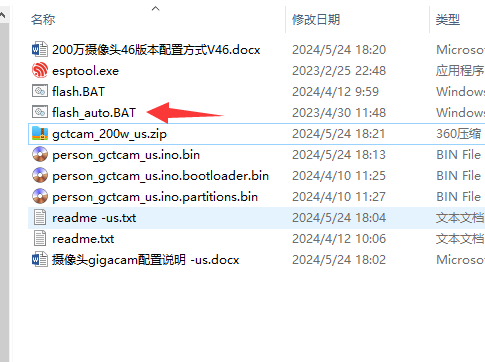 名称 修改日期 类型
200万摄像头46版本配置方式V46.docx 2024/5/24 18:20 Microso
esptool.exe 2023/2/25 22:48 应用程序
flash.BAT 2024/4/12 9:59 Window
flash_auto.BAT 2023/4/30 11:48 Window
gctcam_200w_us.zip 2024/5/24 18:21 360压缩
person_gctcam_us.ino.bin 2024/5/24 18:13 BIN File
person_gctcam_us.ino.bootloader.bin 2024/4/10 11:25 BIN File
person_gctcam_us.ino.partitions.bin 2024/4/10 11:27 BIN File
readme -us.txt 2024/5/24 18:04 文本文档
readme.txt 2024/4/12 10:06 文本文档
摄像头gigacam配置说明 -us.docx 2024/5/24 18:02 Microso